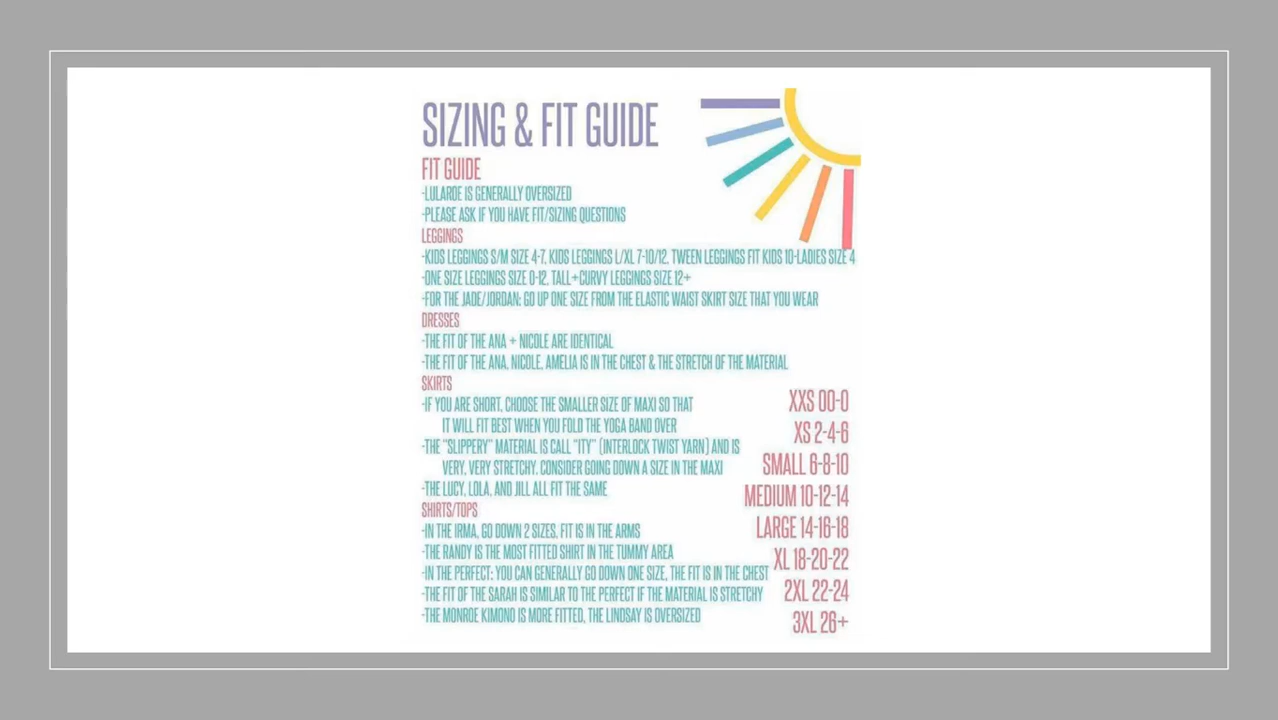 SIZING & FIT GUIDE
FIT GUIDE
-LULAROE IS GENERALLY OVERSIZED
-PLEASE ASK IF YOU HAVE FIT/SIZING QUESTIONS
LEGGINGS
-KIDS LEGGINGS S/M SIZE 4-7, KIDS LEGGINGS L/XL 7-10/12, TWEEN LEGGINGS FIT KIDS 10-LADIES SIZE 4
-ONE SIZE LEGGINGS SIZE 0-12, TALL+CURVY LEGGINGS SIZE 12+
-FOR THE JADE/JORDAN: GO UP ONE SIZE FROM THE ELASTIC WAIST SKIRT SIZE THAT YOU WEAR
DRESSES
-THE FIT OF THE ANA + NICOLE ARE IDENTICAL
-THE FIT OF THE ANA, NICOLE, AMELIA IS IN THE CHEST & THE STRETCH OF THE MATERIAL
SKIRTS
-IF YOU ARE SHORT, CHOOSE THE SMALLER SIZE OF MAXI SO THAT
IT WILL FIT BEST WHEN YOU FOLD THE YOGA BAND OVER
-THE "SLIPPERY" MATERIAL IS CALL "ITY" (INTERLOCK TWIST YARN) AND IS
VERY, VERY STRETCHY. CONSIDER GOING DOWN A SIZE IN THE MAXI
-THE LUCY, LOLA, AND JILL ALL FIT THE SAME
SHIRTS/TOPS
-IN THE IRMA, GO DOWN 2 SIZES, FIT IS IN THE ARMS
-THE RANDY IS THE MOST FITTED SHIRT IN THE TUMMY AREA
-IN THE PERFECT: YOU CAN GENERALLY GO DOWN ONE SIZE, THE FIT IS IN THE CHEST
-THE FIT OF THE SARAH IS SIMILAR TO THE PERFECT IF THE MATERIAL IS STRETCHY
-THE MONROE KIMONO IS MORE FITTED, THE LINDSAY IS OVERSIZED
XXS 00-0
XS 2-4-6
SMALL 6-8-10
MEDIUM 10-12-14
LARGE 14-16-18
XL 18-20-22
2XL 22-24
3XL 26+